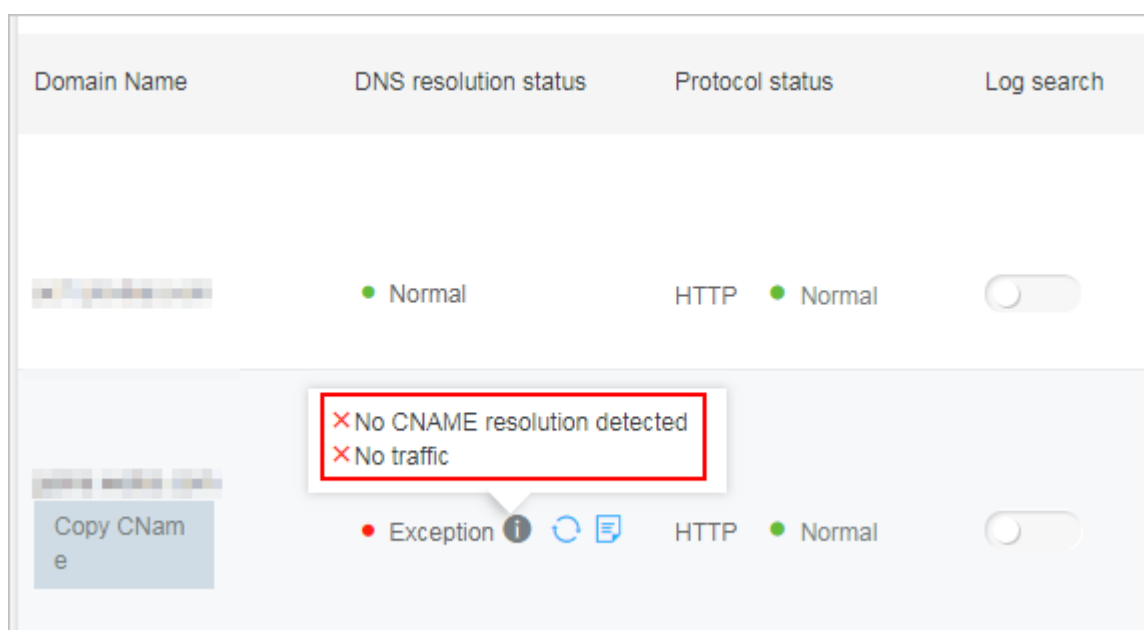 Domain Name DNS resolution status Protocol status Log search
Normal HTTP Normal
No CNAME resolution detected
No traffic
Copy CNam
e
Exception HTTP Normal